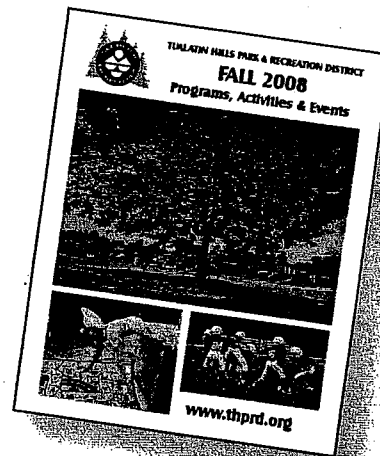 TUALATIN HILLS PARK & RECREATION DISTRICT
FALL 2008
Programs, Activities & Events
www.thprd.org